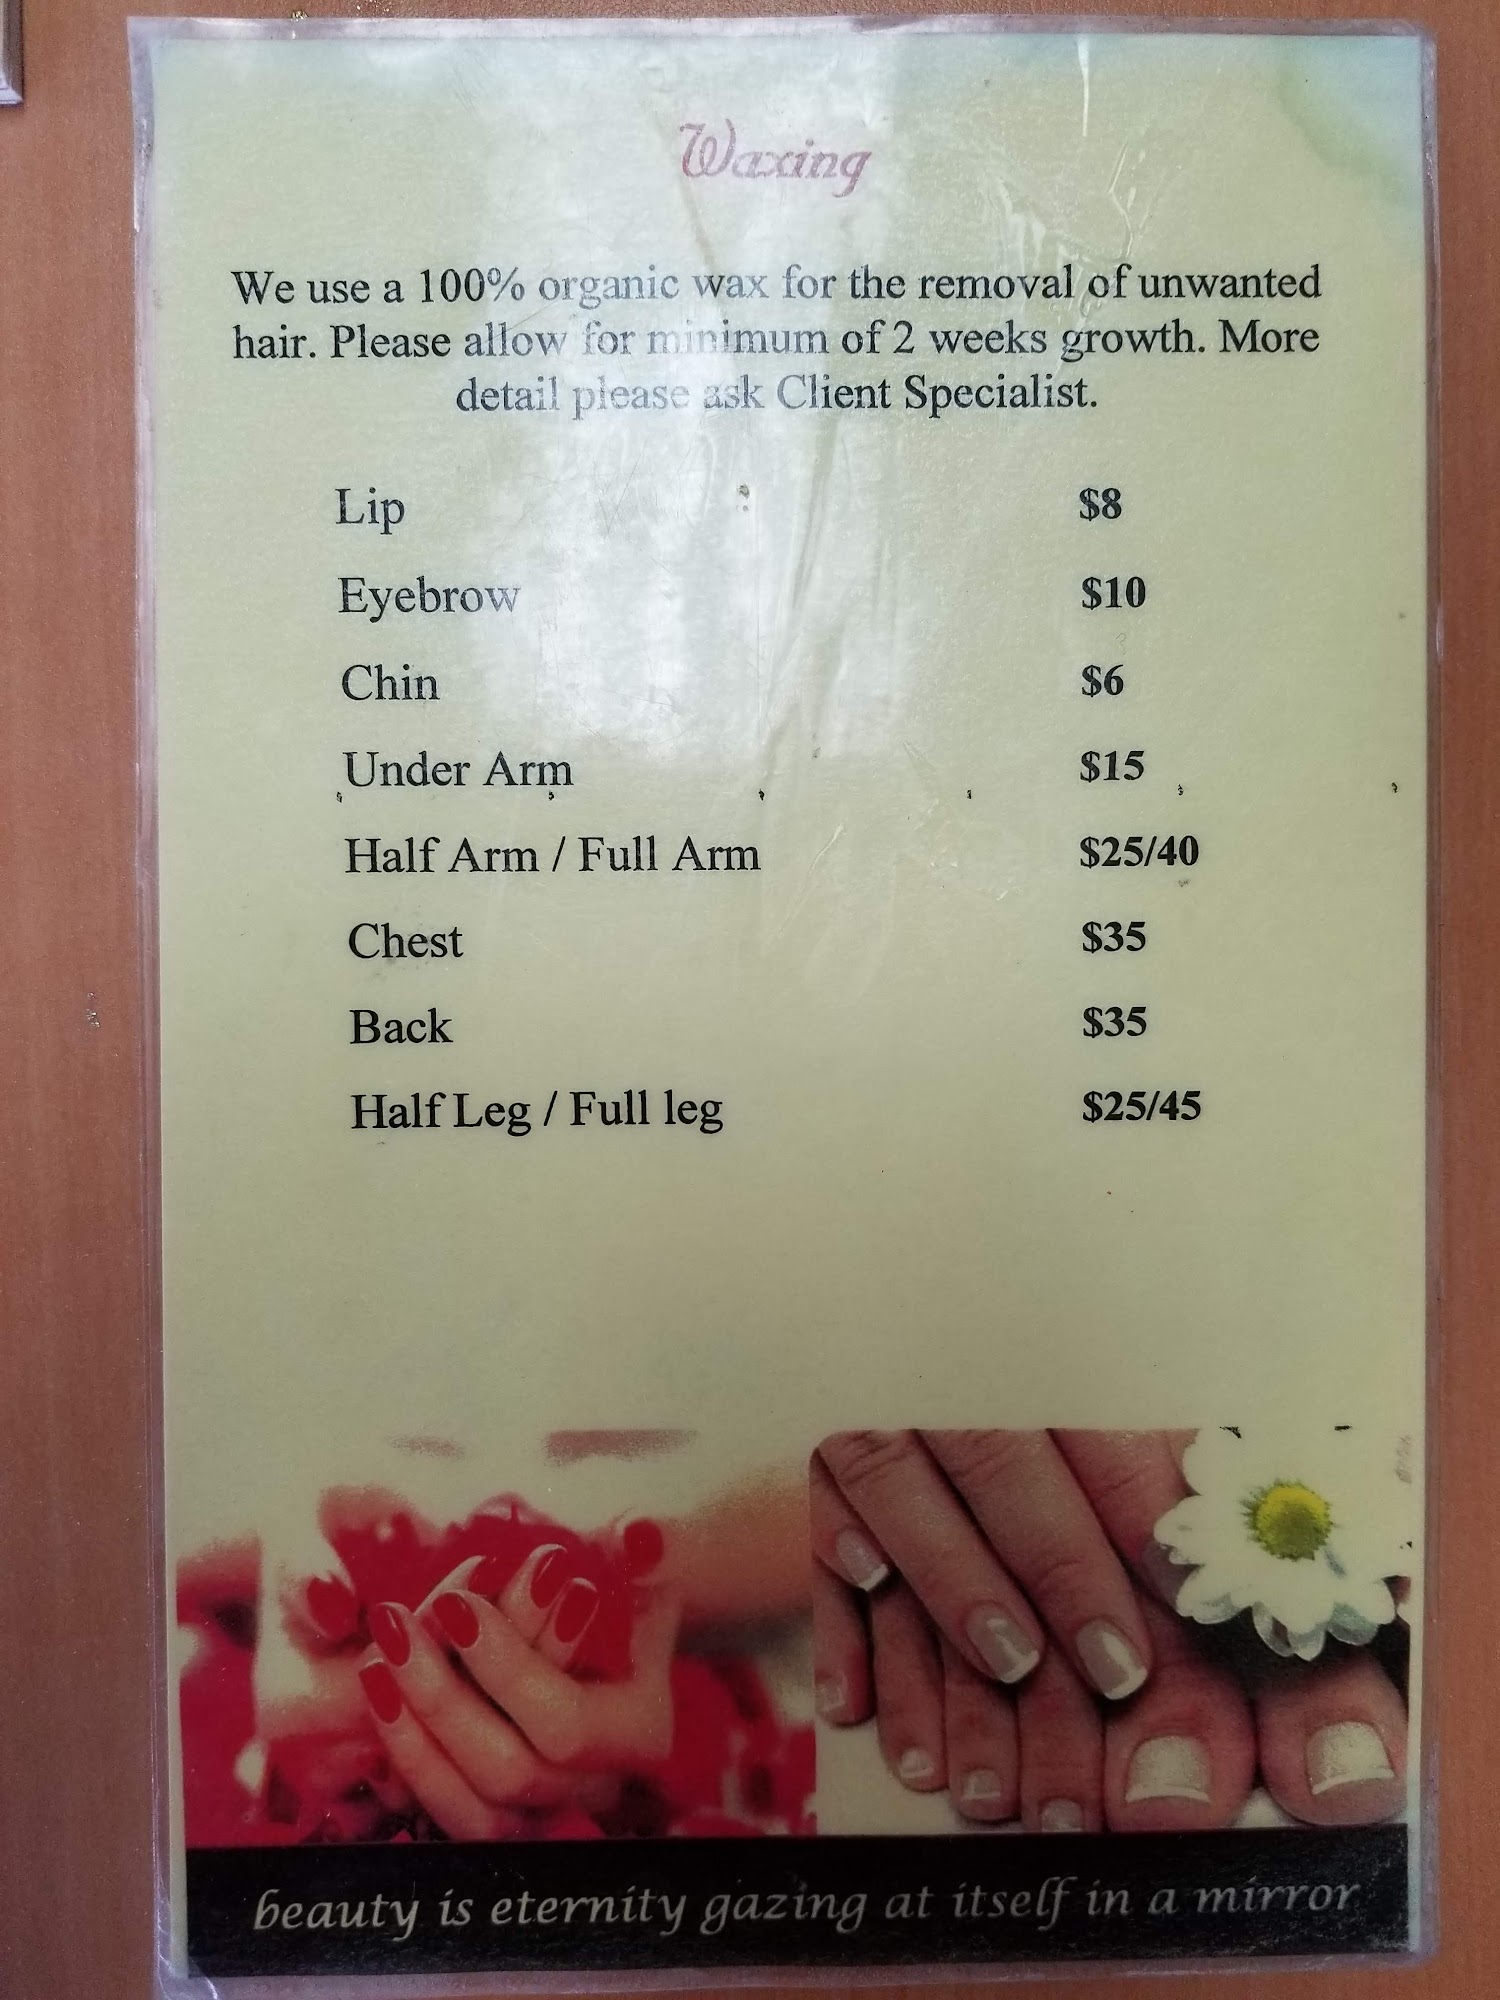 Waxing
We use a 100% organic wax for the removal of unwanted
hair. Please allow for minimum of 2 weeks growth. More
detail please ask Client Specialist.
Lip $8
Eyebrow $10
Chin $6
Under Arm $15
Half Arm / Full Arm $25/40
Chest $35
Back $35
Half Leg / Full leg $25/45
beauty is eternity gazing at itself in a mirror